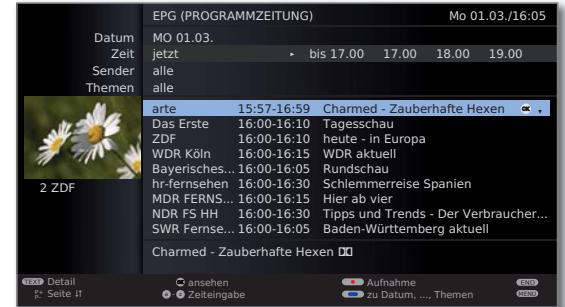 EPG (PROGRAMMZEITUNG) Mo 01.03./16:05
Datum MO 01.03.
Zeit jetzt bis 17.00 17.00 18.00 19.00
Sender alle
Themen alle
arte 15:57-16:59 Charmed - Zauberhafte Hexen OK
Das Erste 16:00-16:10 Tagesschau
ZDF 16:00-16:10 heute - in Europa
WDR Köln 16:00-16:15 WDR aktuell
Bayerisches... 16:00-16:05 Rundschau
hr-fernsehen 16:00-16:30 Schlemmerreise Spanien
MDR FERNS... 16:00-16:15 Hier ab vier
NDR FS HH 16:00-16:30 Tipps und Trends - Der Verbraucher...
SWR Fernse... 16:00-16:05 Baden-Württemberg aktuell
2 ZDF
Charmed - Zauberhafte Hexen
TEXT Detail OK ansehen Aufnahme END
P+ P- Seite 0-9 Zeiteingabe zu Datum, ..., Themen MENU